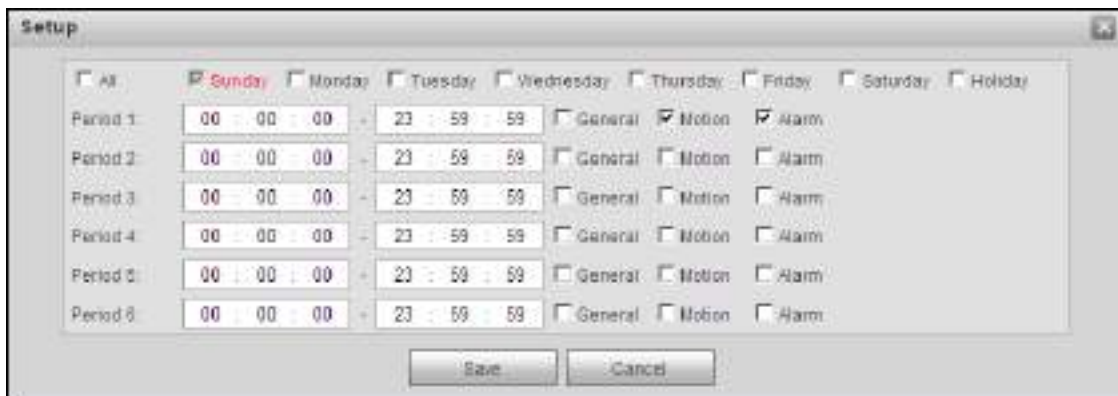 Setup
All Sunday Monday Tuesday Wednesday Thursday Friday Saturday Holiday
Period 1: 00 : 00 : 00 - 23 : 59 : 59 General Motion Alarm
Period 2: 00 : 00 : 00 - 23 : 59 : 59 General Motion Alarm
Period 3: 00 : 00 : 00 - 23 : 59 : 59 General Motion Alarm
Period 4: 00 : 00 : 00 - 23 : 59 : 59 General Motion Alarm
Period 5: 00 : 00 : 00 - 23 : 59 : 59 General Motion Alarm
Period 6: 00 : 00 : 00 - 23 : 59 : 59 General Motion Alarm
Save Cancel